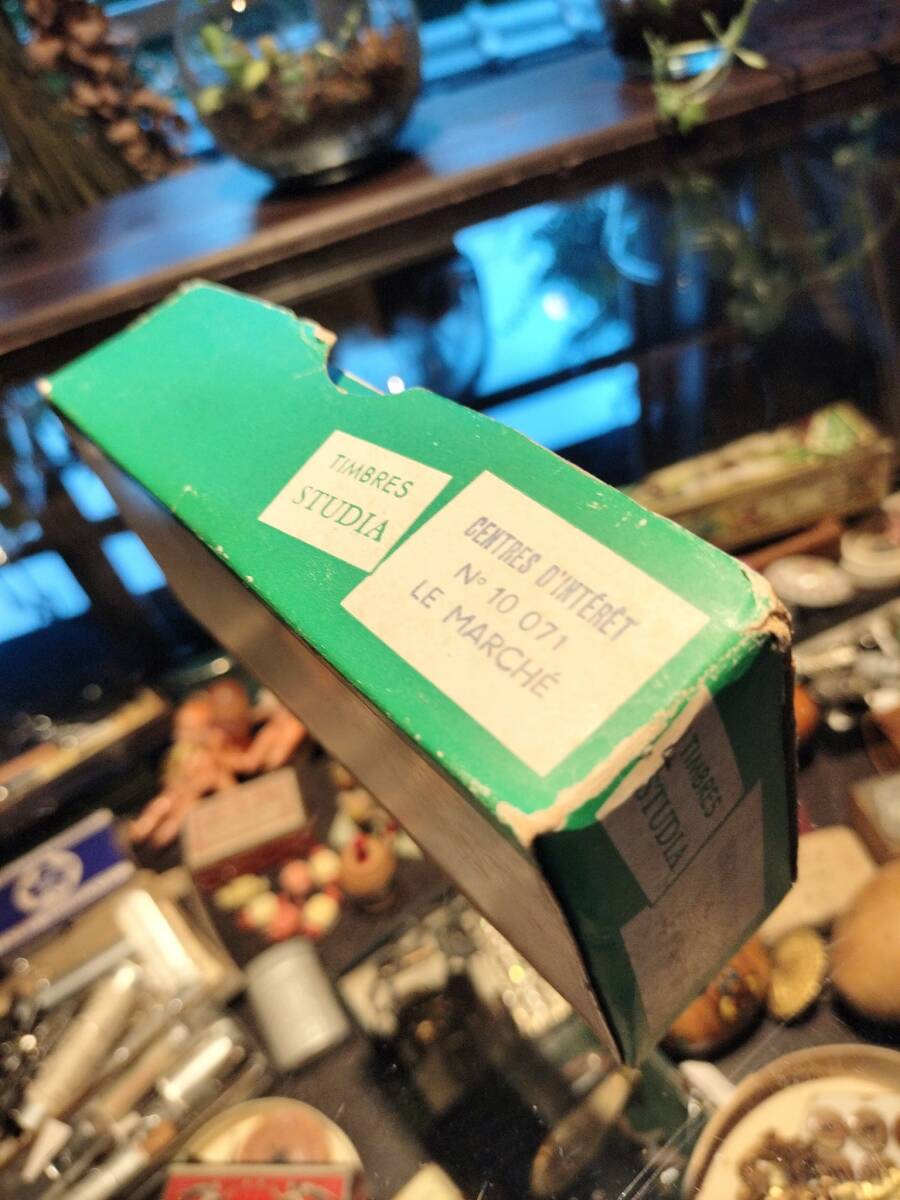 TIMBRES
STUDIA
CENTRES D'INTÉRÊT
N° 10 071
LE MARCHÉ
TIMBRES
STUDIA